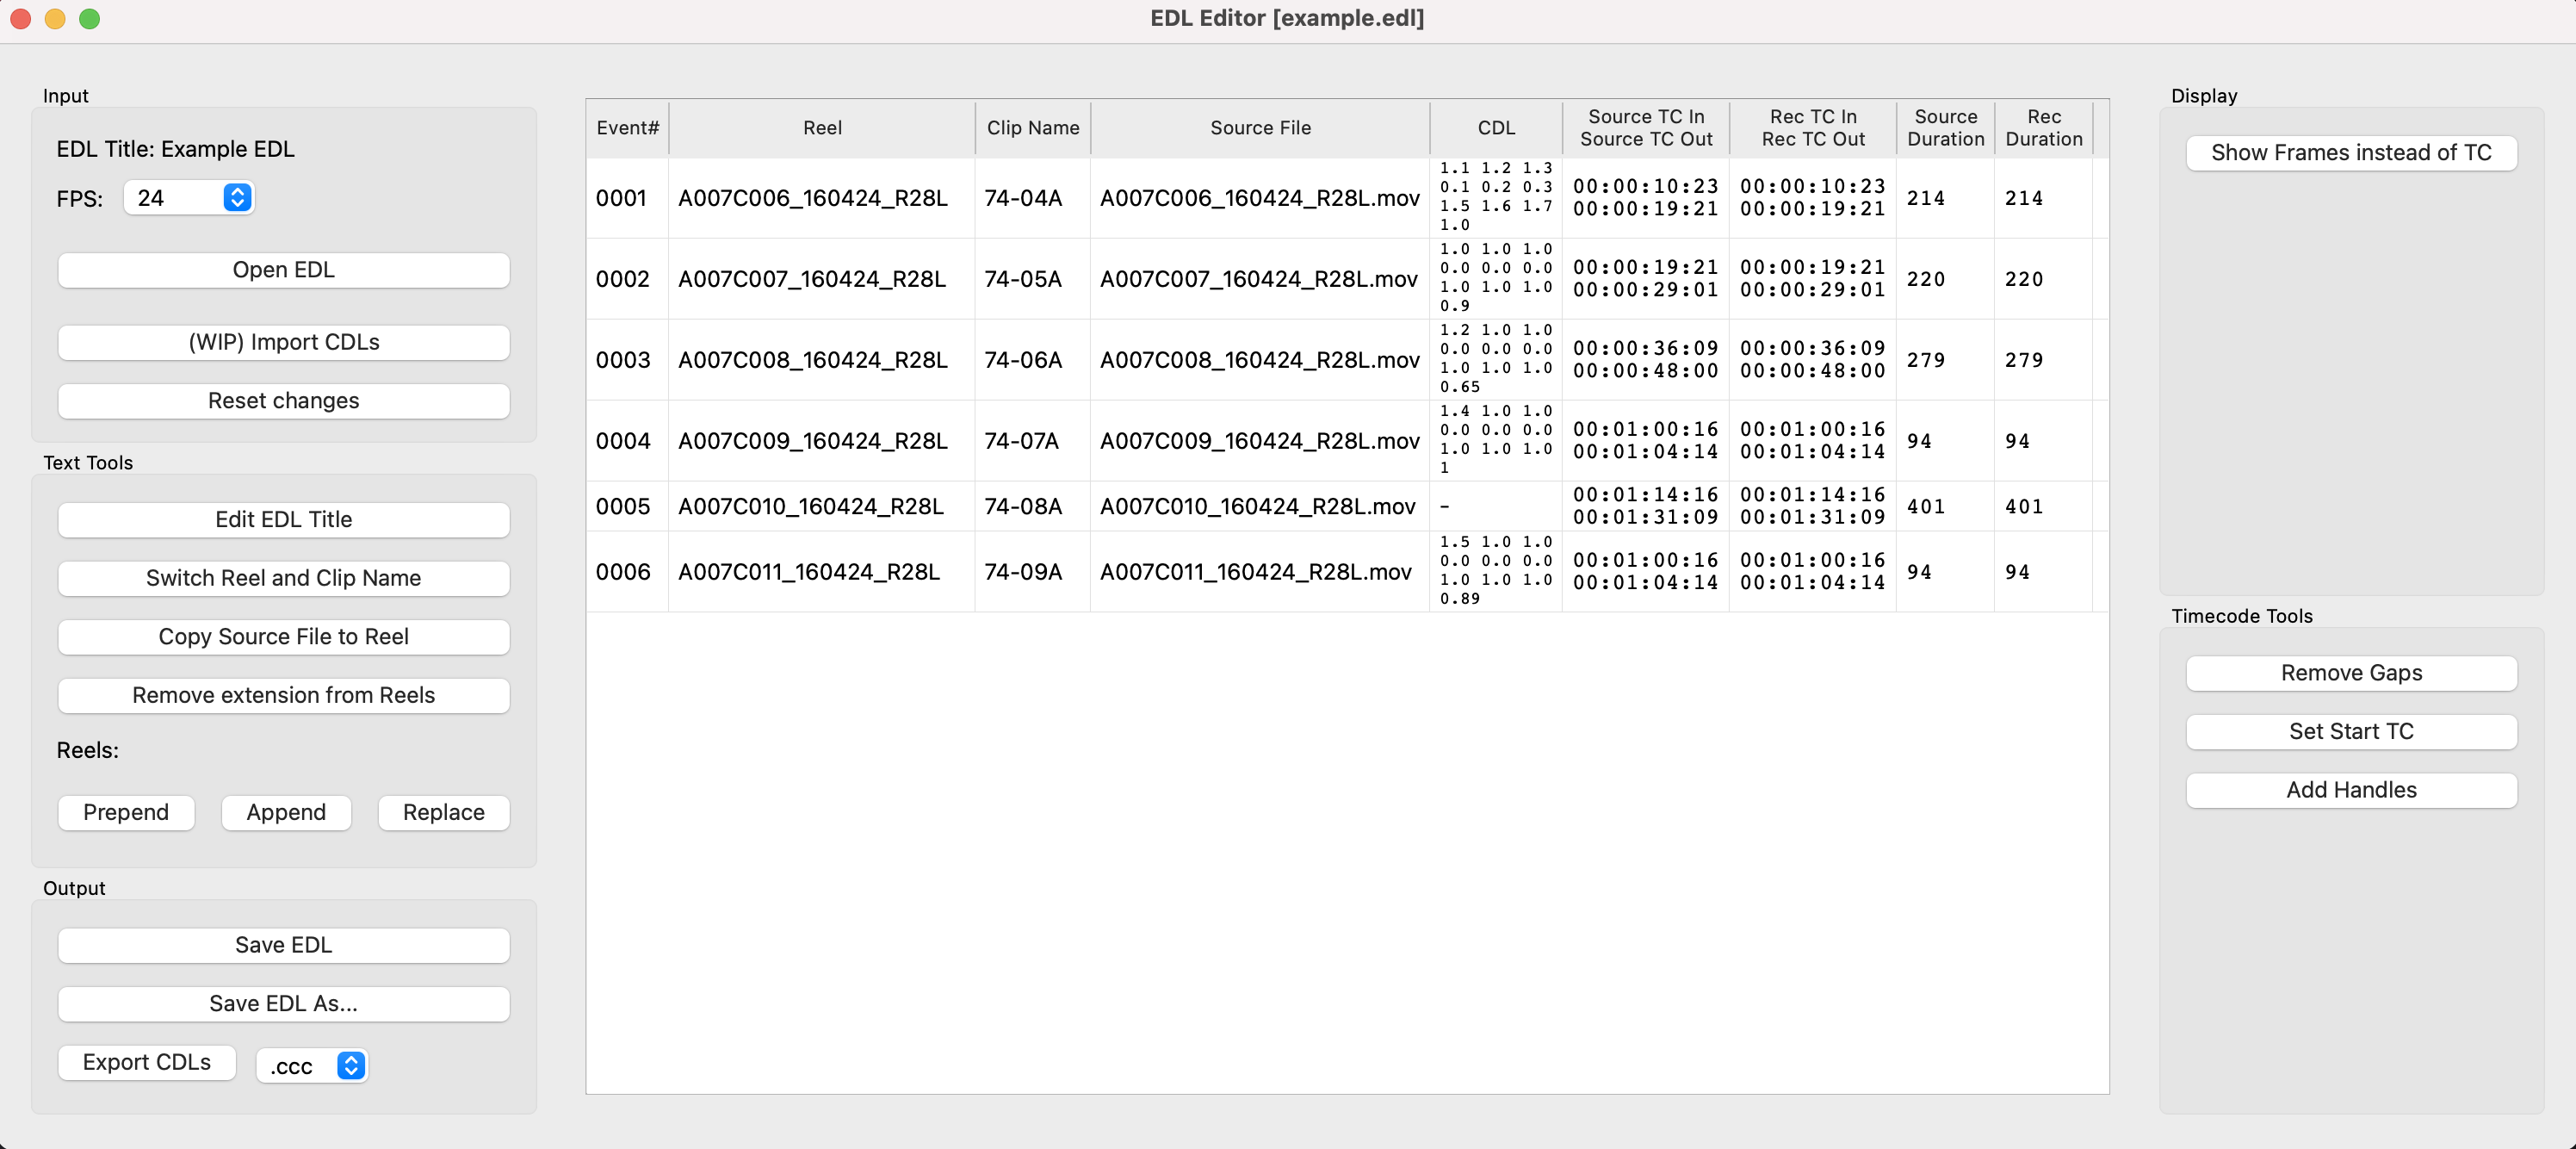 EDL Editor [example.edl]
Input
EDL Title: Example EDL
FPS: 24
Open EDL
(WIP) Import CDLs
Reset changes
Text Tools
Edit EDL Title
Switch Reel and Clip Name
Copy Source File to Reel
Remove extension from Reels
Reels:
Prepend Append Replace
Output
Save EDL
Save EDL As...
Export CDLs .ccc
Event# Reel Clip Name Source File CDL Source TC In Rec TC In Source Rec
Source TC Out Rec TC Out Duration Duration
1.1 1.2 1.3
0001 A007C006_160424_R28L 74-04A A007C006_160424_R28L.mov 0.1 0.2 0.3 00:00:10:23 00:00:10:23 214 214
1.5 1.6 1.7 00:00:19:21 00:00:19:21
1.0
1.0 1.0 1.0
0002 A007C007_160424_R28L 74-05A A007C007_160424_R28L.mov 0.0 0.0 0.0 00:00:19:21 00:00:19:21 220 220
1.0 1.0 1.0 00:00:29:01 00:00:29:01
0.9
1.2 1.0 1.0
0003 A007C008_160424_R28L 74-06A A007C008_160424_R28L.mov 0.0 0.0 0.0 00:00:36:09 00:00:36:09 279 279
1.0 1.0 1.0 00:00:48:00 00:00:48:00
0.65
1.4 1.0 1.0
0004 A007C009_160424_R28L 74-07A A007C009_160424_R28L.mov 0.0 0.0 0.0 00:01:00:16 00:01:00:16 94 94
1.0 1.0 1.0 00:01:04:14 00:01:04:14
1
0005 A007C010_160424_R28L 74-08A A007C010_160424_R28L.mov - 00:01:14:16 00:01:14:16 401 401
00:01:31:09 00:01:31:09
1.5 1.0 1.0
0006 A007C011_160424_R28L 74-09A A007C011_160424_R28L.mov 0.0 0.0 0.0 00:01:00:16 00:01:00:16 94 94
1.0 1.0 1.0 00:01:04:14 00:01:04:14
0.89
Display
Show Frames instead of TC
Timecode Tools
Remove Gaps
Set Start TC
Add Handles